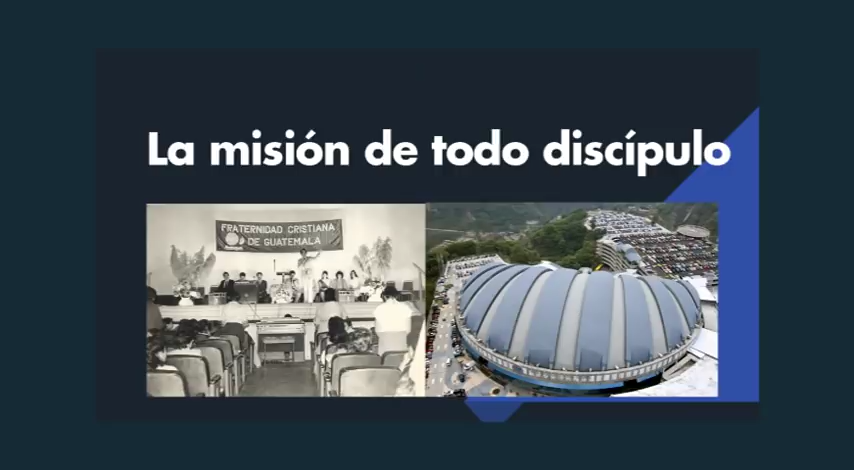 La misión de todo discípulo
FRATERNIDAD CRISTIANA
DE GUATEMALA